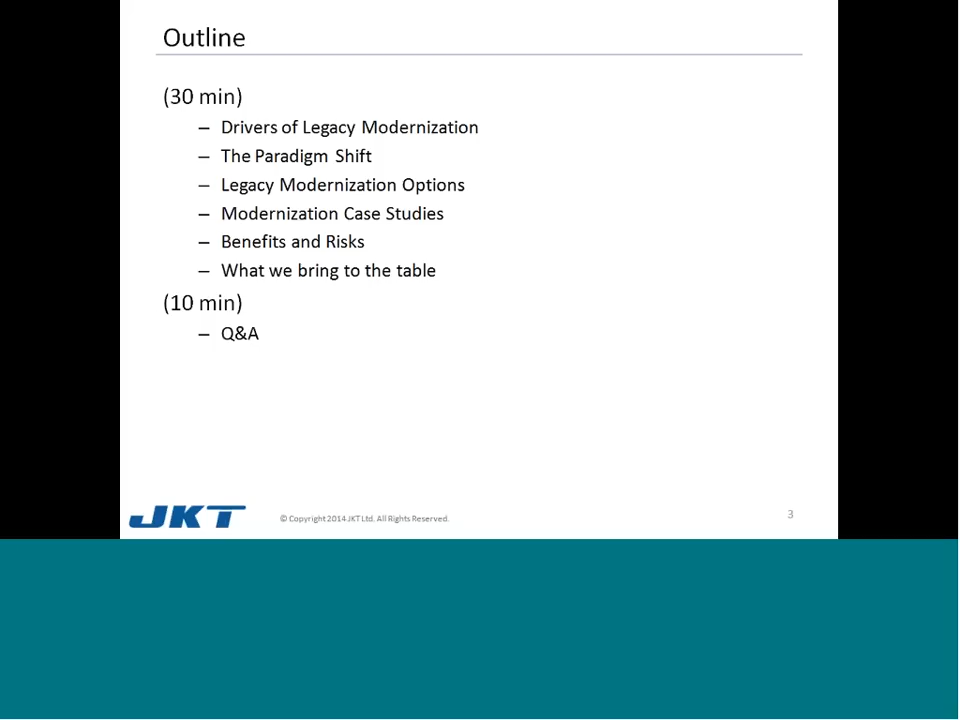 Outline
(30 min)
– Drivers of Legacy Modernization
– The Paradigm Shift
– Legacy Modernization Options
– Modernization Case Studies
– Benefits and Risks
– What we bring to the table
(10 min)
– Q&A
JKT
© Copyright 2014 JKT Ltd. All Rights Reserved.
3